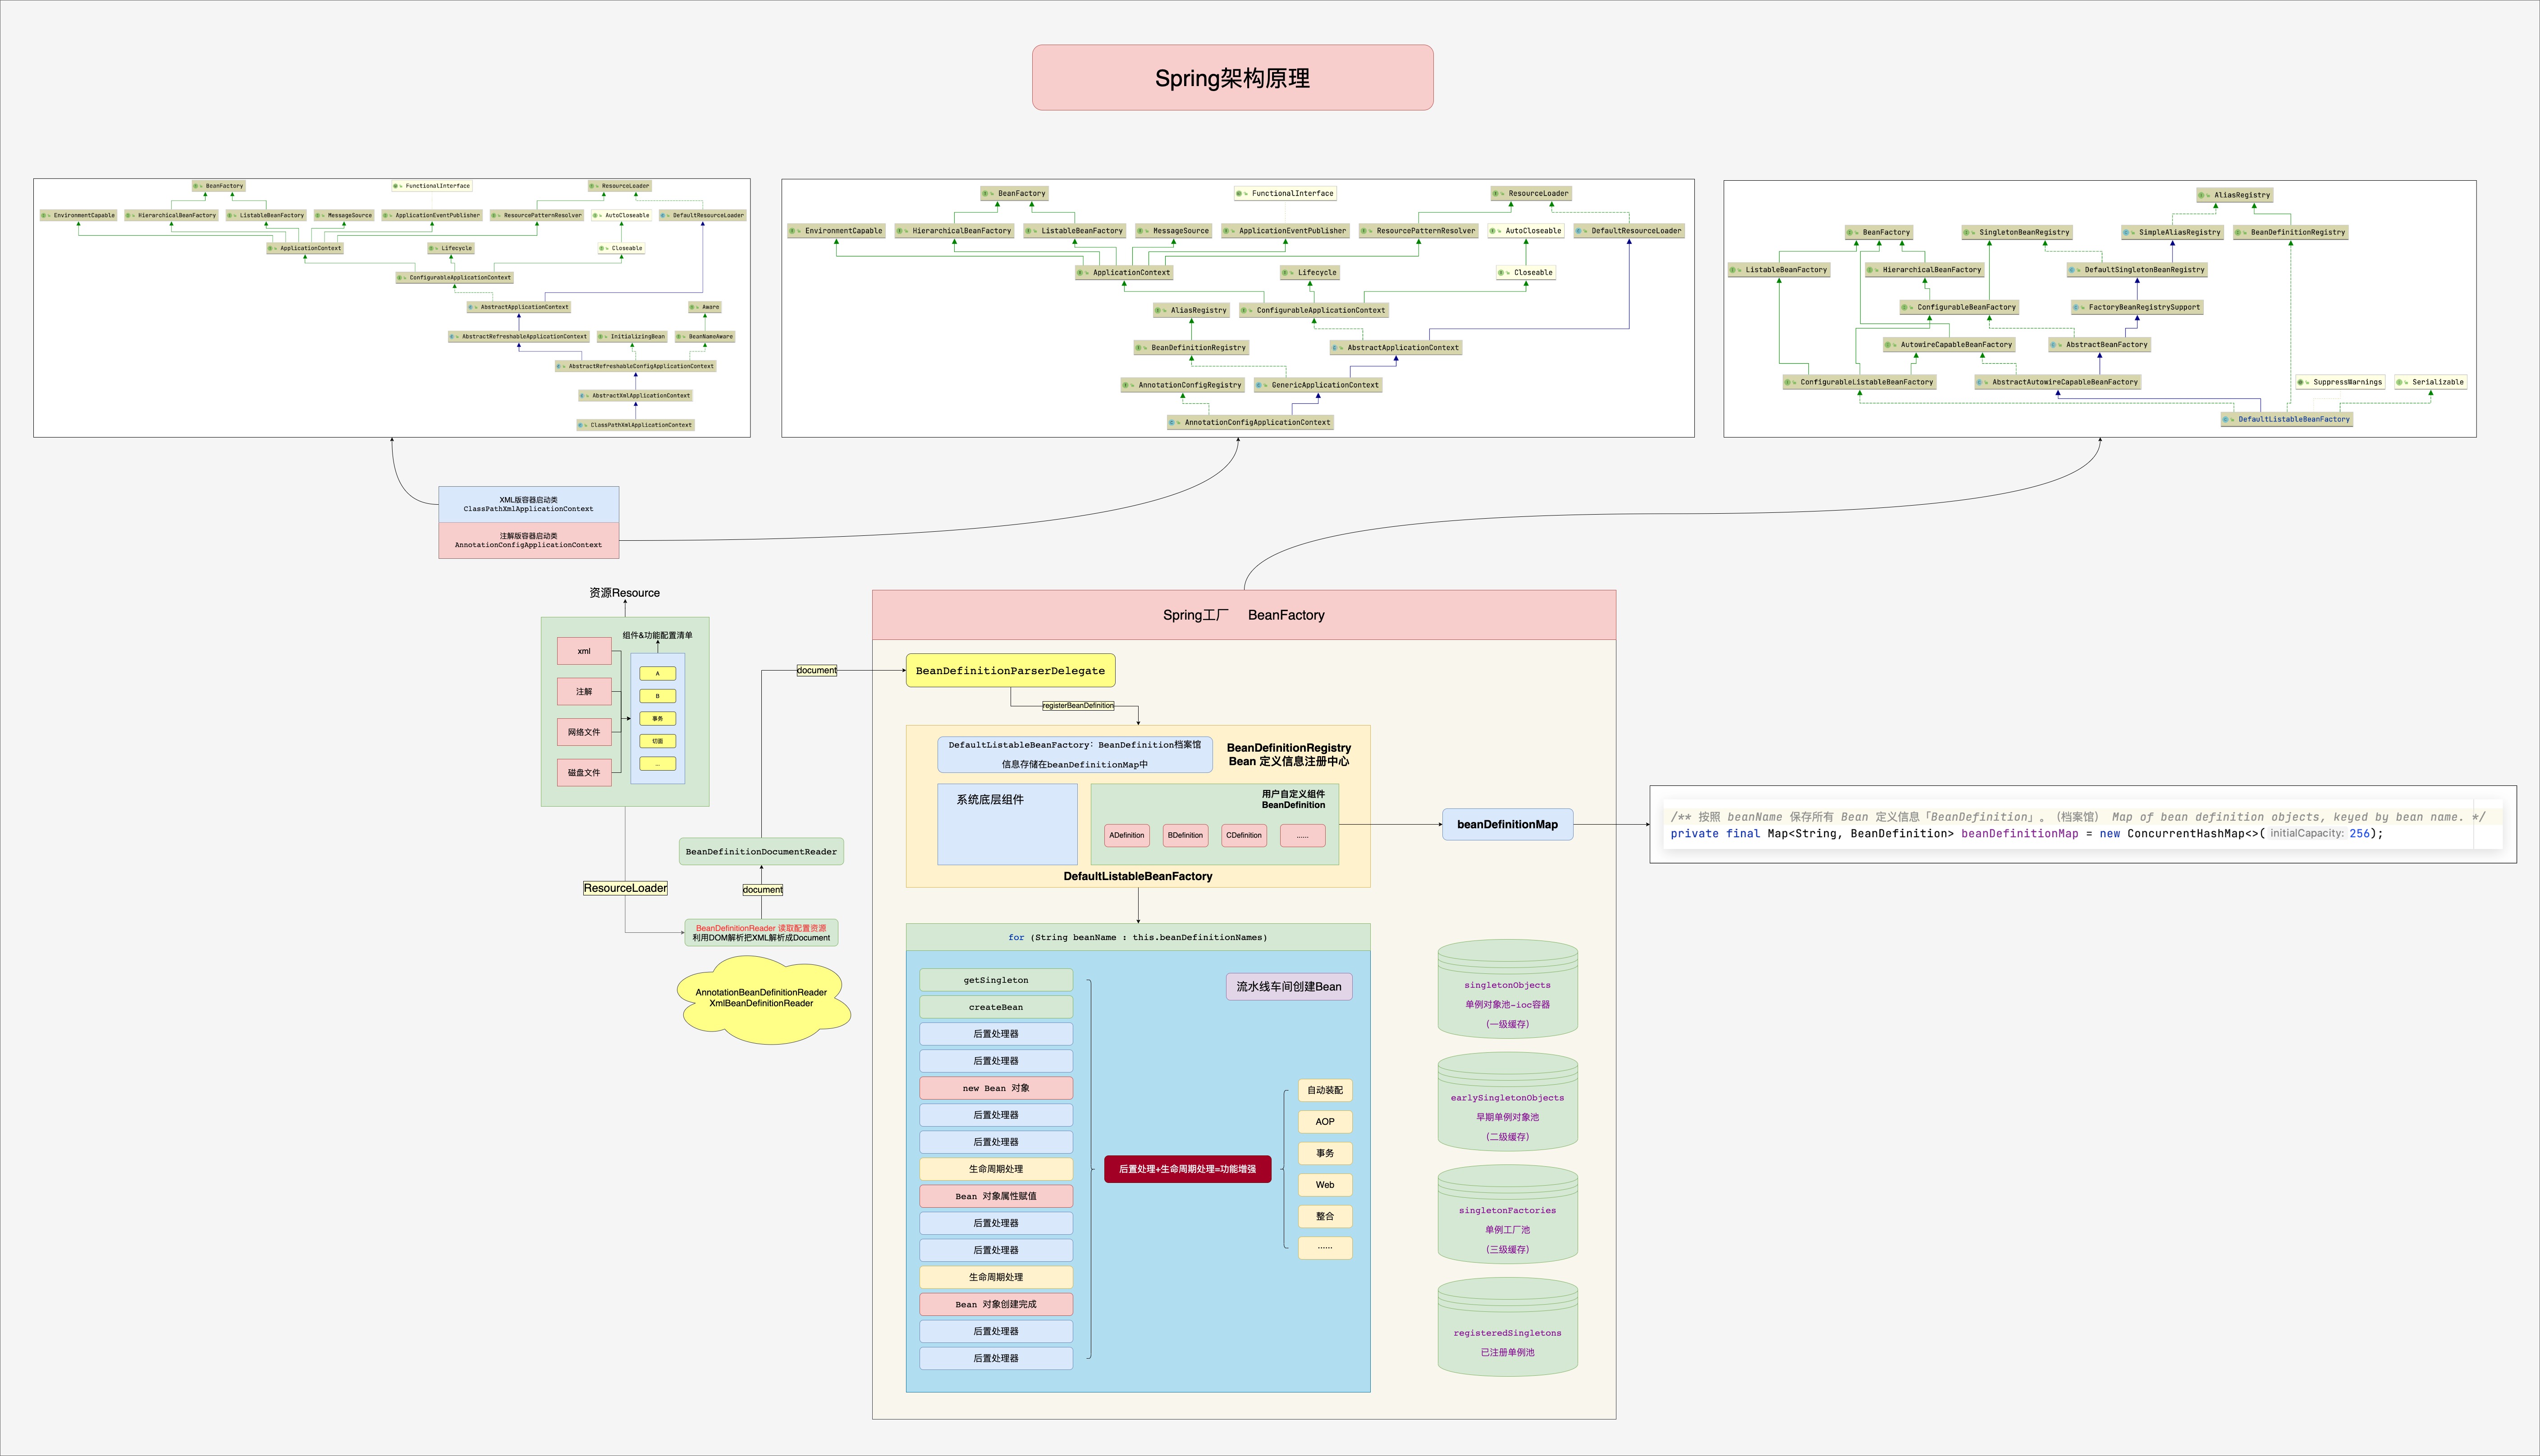 Spring架构原理
BeanFactory
FunctionalInterface
ResourceLoader
EnvironmentCapable
HierarchicalBeanFactory
ListableBeanFactory
MessageSource
ApplicationEventPublisher
ResourcePatternResolver
AutoCloseable
DefaultResourceLoader
ApplicationContext
Lifecycle
Closeable
ConfigurableApplicationContext
AbstractApplicationContext
Aware
AbstractRefreshableApplicationContext
InitializingBean
BeanNameAware
AbstractRefreshableConfigApplicationContext
AbstractXmlApplicationContext
ClassPathXmlApplicationContext
BeanFactory
FunctionalInterface
ResourceLoader
EnvironmentCapable
HierarchicalBeanFactory
ListableBeanFactory
MessageSource
ApplicationEventPublisher
ResourcePatternResolver
AutoCloseable
DefaultResourceLoader
ApplicationContext
Lifecycle
Closeable
AliasRegistry
ConfigurableApplicationContext
BeanDefinitionRegistry
AbstractApplicationContext
AnnotationConfigRegistry
GenericApplicationContext
AnnotationConfigApplicationContext
AliasRegistry
BeanFactory
SingletonBeanRegistry
SimpleAliasRegistry
BeanDefinitionRegistry
ListableBeanFactory
HierarchicalBeanFactory
DefaultSingletonBeanRegistry
ConfigurableBeanFactory
FactoryBeanRegistrySupport
AutowireCapableBeanFactory
AbstractBeanFactory
ConfigurableListableBeanFactory
AbstractAutowireCapableBeanFactory
SuppressWarnings
Serializable
DefaultListableBeanFactory
XML版容器启动类
ClassPathXmlApplicationContext
注解版容器启动类
AnnotationConfigApplicationContext
资源Resource
组件&功能配置清单
xml
注解
网络文件
磁盘文件
A
B
事务
切面
...
ResourceLoader
BeanDefinitionReader 读取配置资源
利用DOM解析把XML解析成Document
AnnotationBeanDefinitionReader
XmlBeanDefinitionReader
document
BeanDefinitionDocumentReader
document
Spring工厂 BeanFactory
BeanDefinitionParserDelegate
registerBeanDefinition
DefaultListableBeanFactory：BeanDefinition档案馆
信息存储在beanDefinitionMap中
BeanDefinitionRegistry
Bean 定义信息注册中心
系统底层组件
用户自定义组件
BeanDefinition
ADefinition
BDefinition
CDefinition
......
DefaultListableBeanFactory
beanDefinitionMap
/** 按照 beanName 保存所有 Bean 定义信息「BeanDefinition」。（档案馆） Map of bean definition objects, keyed by bean name. */
private final Map<String, BeanDefinition> beanDefinitionMap = new ConcurrentHashMap<>( initialCapacity: 256);
for (String beanName : this.beanDefinitionNames)
getSingleton
createBean
后置处理器
后置处理器
new Bean 对象
后置处理器
后置处理器
生命周期处理
Bean 对象属性赋值
后置处理器
后置处理器
生命周期处理
Bean 对象创建完成
后置处理器
后置处理器
流水线车间创建Bean
后置处理+生命周期处理=功能增强
自动装配
AOP
事务
Web
整合
......
singletonObjects
单例对象池-ioc容器
(一级缓存)
earlySingletonObjects
早期单例对象池
(二级缓存)
singletonFactories
单例工厂池
(三级缓存)
registeredSingletons
已注册单例池